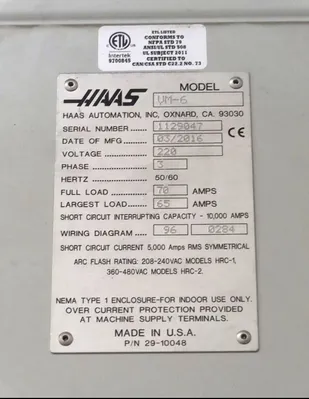 ETL LISTED
CONFORMS TO
NFPA STD 79
ANSI/UL STD 508
UL SUBJECT 2011
CERTIFIED TO
CAN/CSA STD C22.2 NO. 73
ETL
Intertek
9700845
HAAS
MODEL
VM-6
HAAS AUTOMATION, INC, OXNARD, CA. 93030
SERIAL NUMBER 1129047
DATE OF MFG 03/2016 CE
VOLTAGE 220
PHASE 3
HERTZ 50/60
FULL LOAD 70 AMPS
LARGEST LOAD 65 AMPS
SHORT CIRCUIT INTERRUPTING CAPACITY - 10,000 AMPS
WIRING DIAGRAM 96 0284
SHORT CIRCUIT CURRENT 5,000 Amps RMS SYMMETRICAL
ARC FLASH RATING: 208-240VAC MODELS HRC-1,
360-480VAC MODELS HRC-2.
NEMA TYPE 1 ENCLOSURE-FOR INDOOR USE ONLY.
OVER CURRENT PROTECTION PROVIDED
AT MACHINE SUPPLY TERMINALS.
MADE IN U.S.A.
P/N 29-10048